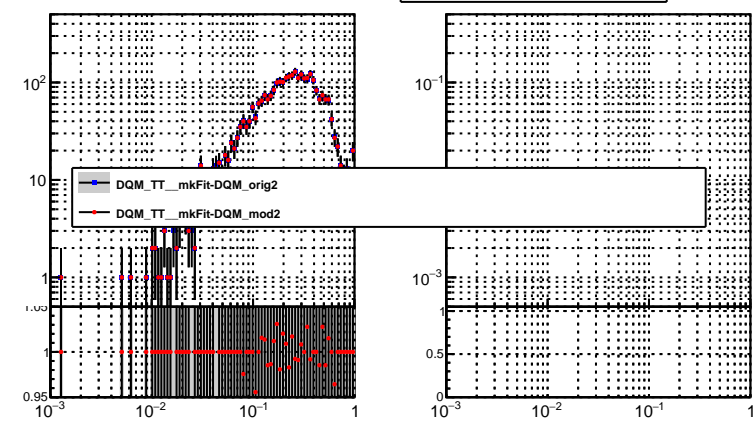 10² 10⁻¹
10
DQM_TT__mkFit-DQM_orig2
DQM_TT__mkFit-DQM_mod2
1 10⁻³
1.05 1
1 0.5
0.95 0
10⁻³ 10⁻² 10⁻¹ 1 10⁻³ 10⁻² 10⁻¹ 1